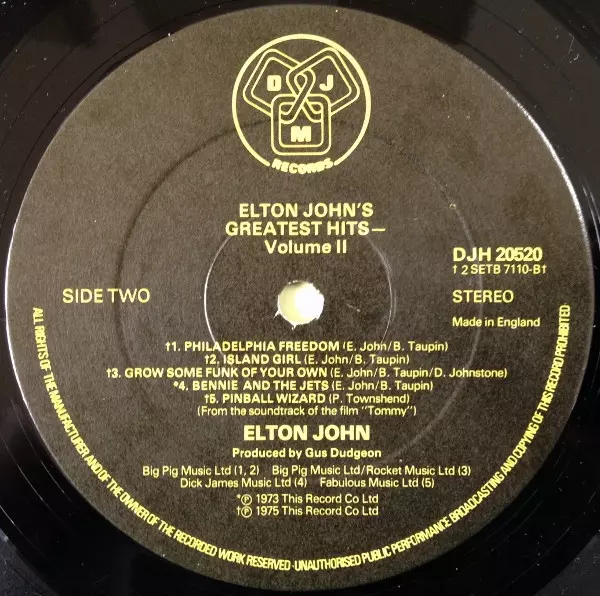 D J
M
RECORDS
ELTON JOHN'S
GREATEST HITS—
Volume II
DJH 20520
† 2 SETB 7110-B†
SIDE TWO
STEREO
Made in England
†1. PHILADELPHIA FREEDOM (E. John/B. Taupin)
†2. ISLAND GIRL (E. John/B. Taupin)
†3. GROW SOME FUNK OF YOUR OWN (E. John/B. Taupin/D. Johnstone)
*4. BENNIE AND THE JETS (E. John/B. Taupin)
†5. PINBALL WIZARD (P. Townshend)
(From the soundtrack of the film "Tommy")
ELTON JOHN
Produced by Gus Dudgeon
Big Pig Music Ltd (1, 2) Big Pig Music Ltd/Rocket Music Ltd (3)
Dick James Music Ltd (4) Fabulous Music Ltd (5)
*℗ 1973 This Record Co Ltd
†℗ 1975 This Record Co Ltd
ALL RIGHTS OF THE MANUFACTURER AND OF THE OWNER OF THE RECORDED WORK RESERVED · UNAUTHORISED PUBLIC PERFORMANCE BROADCASTING AND COPYING OF THIS RECORD PROHIBITED